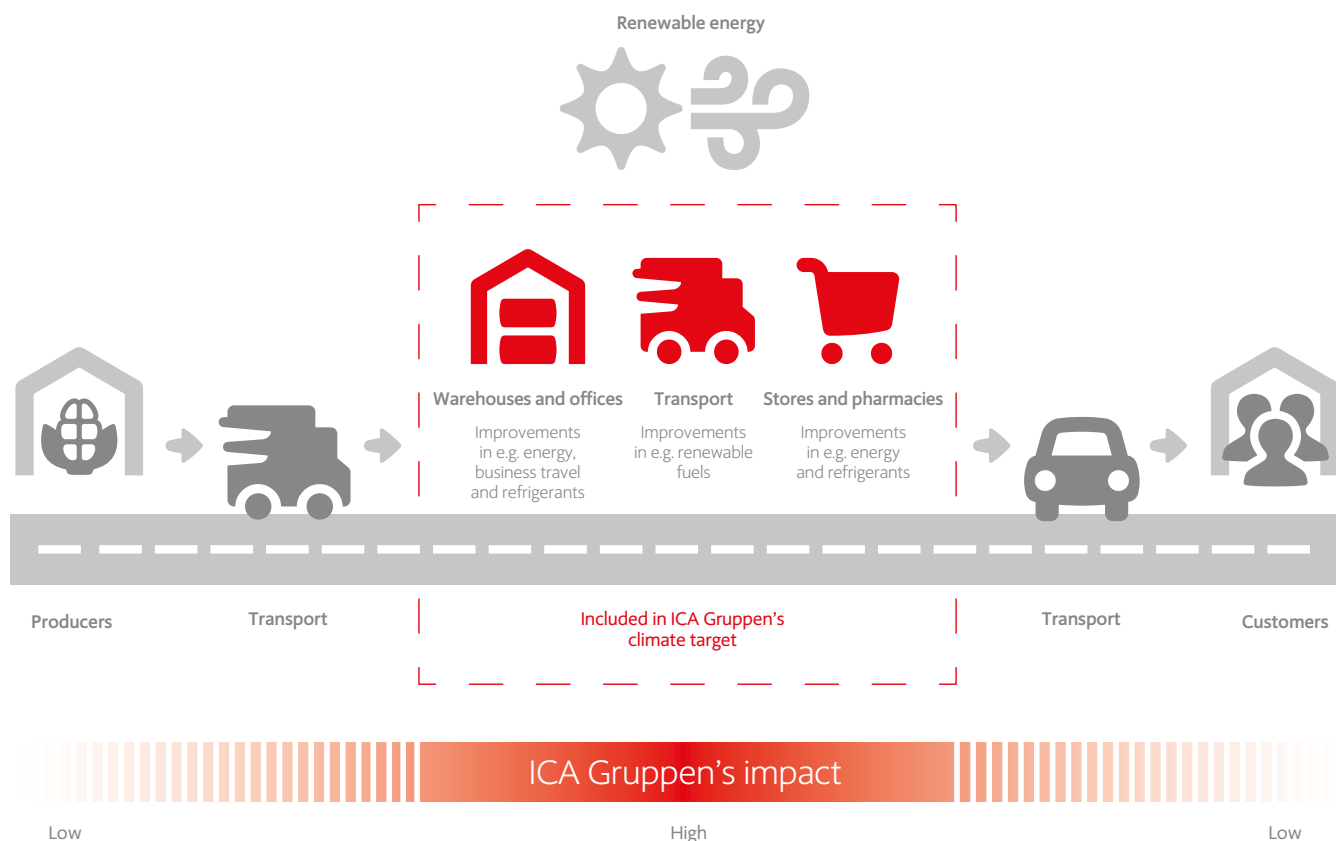 Renewable energy
Warehouses and offices
Improvements
in e.g. energy,
business travel
and refrigerants
Transport
Improvements
in e.g. renewable
fuels
Stores and pharmacies
Improvements
in e.g. energy
and refrigerants
Producers
Transport
Included in ICA Gruppen’s
climate target
Transport
Customers
ICA Gruppen’s impact
Low
High
Low